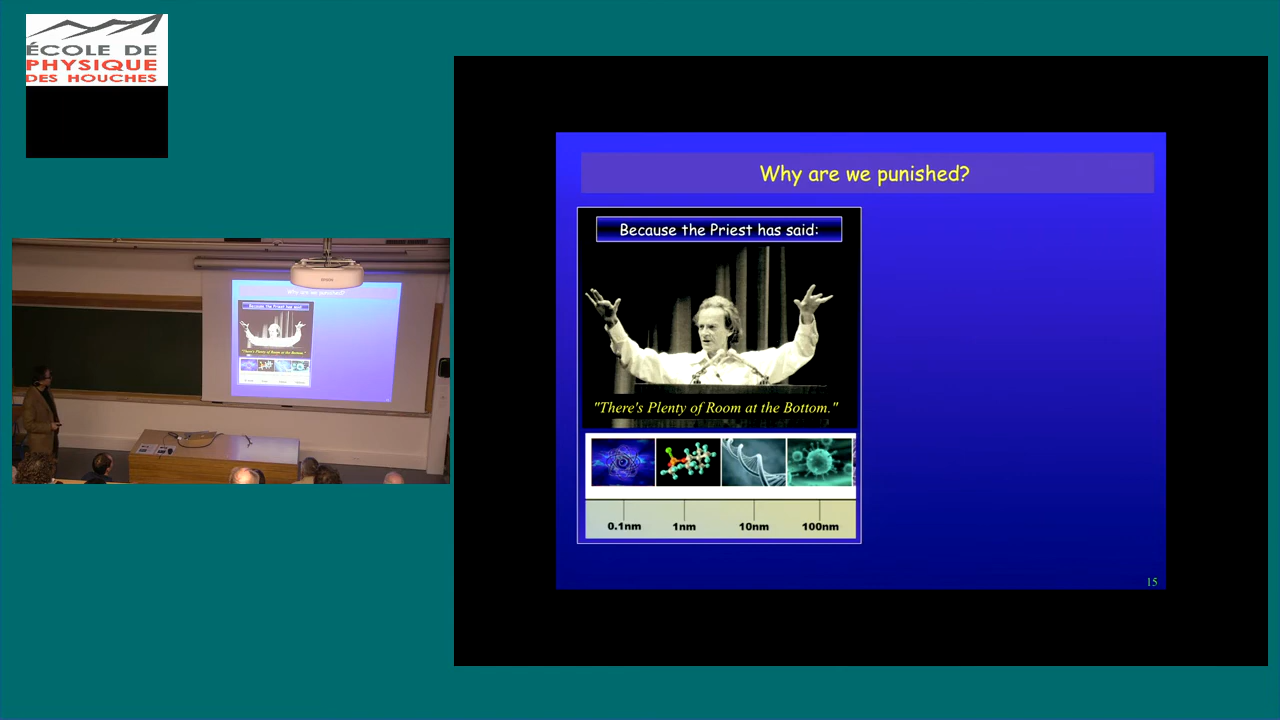 ÉCOLE DE
PHYSIQUE
DES HOUCHES
Why are we punished?
Because the Priest has said:
"There's Plenty of Room at the Bottom."
0.1nm 1nm 10nm 100nm
15